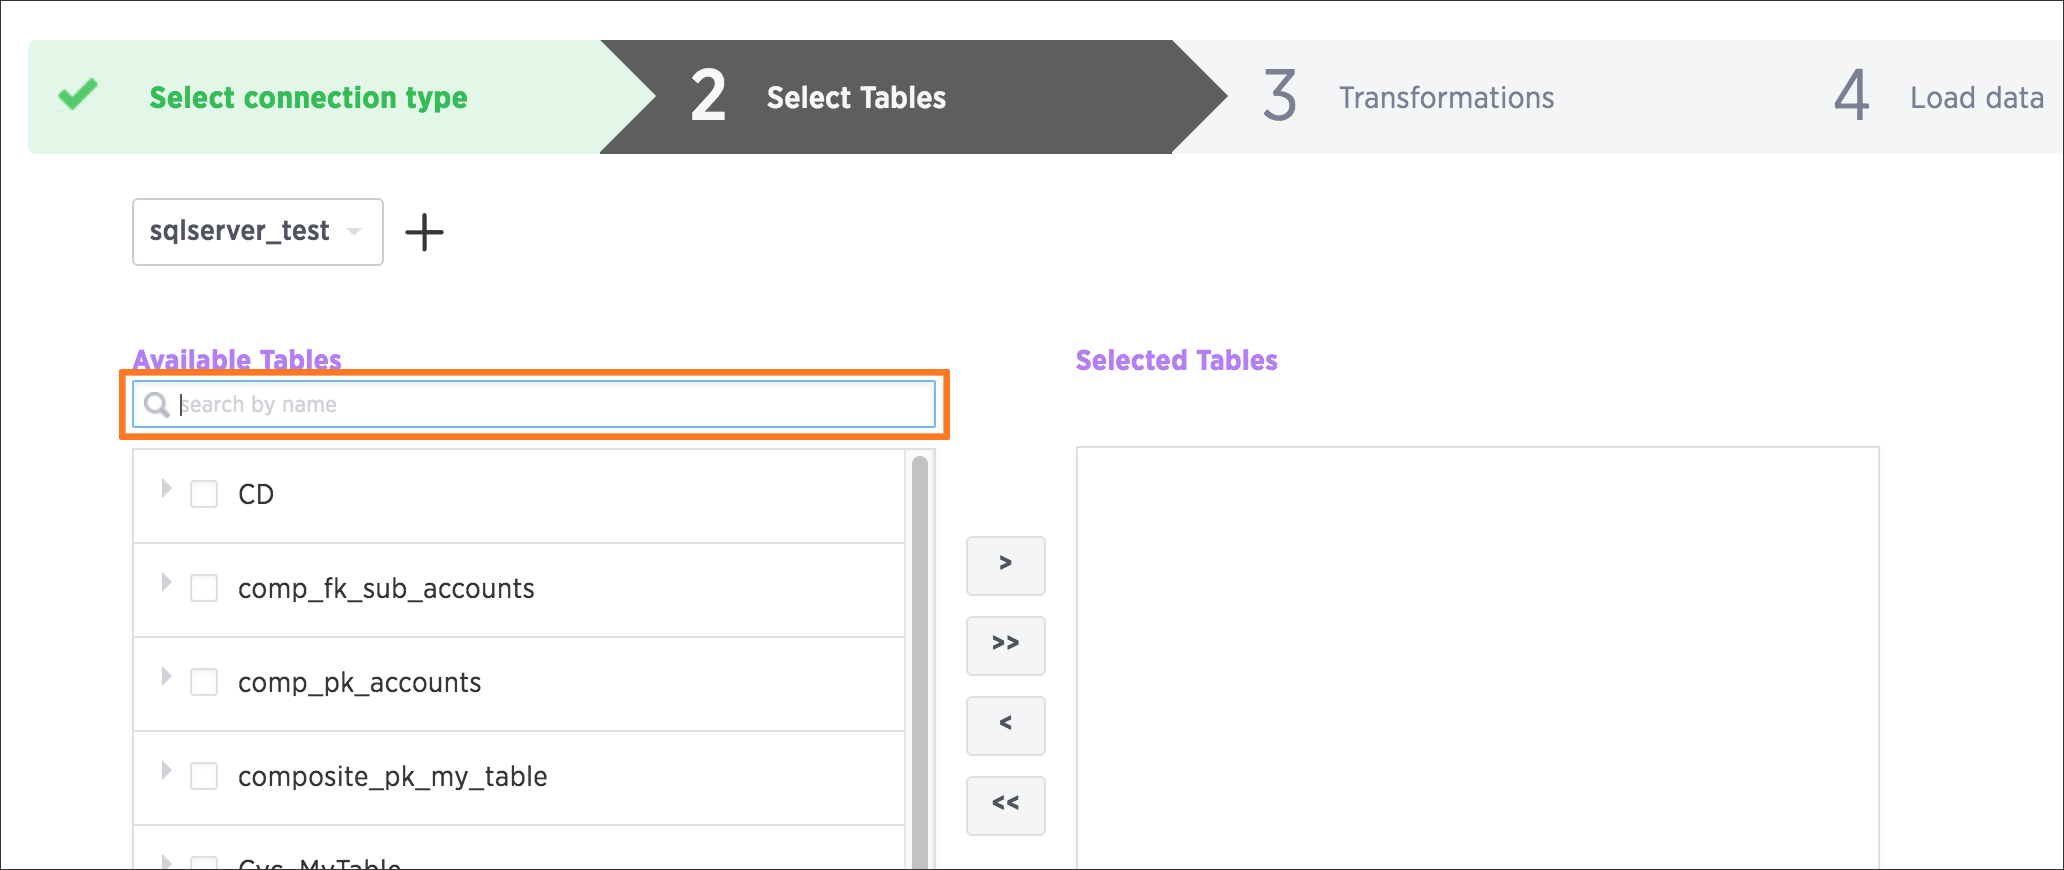 Select connection type
2 Select Tables
3 Transformations
4 Load data
sqlserver_test
Available Tables
search by name
CD
comp_fk_sub_accounts
comp_pk_accounts
composite_pk_my_table
Cyc_MyTable
>
>>
<
<<
Selected Tables